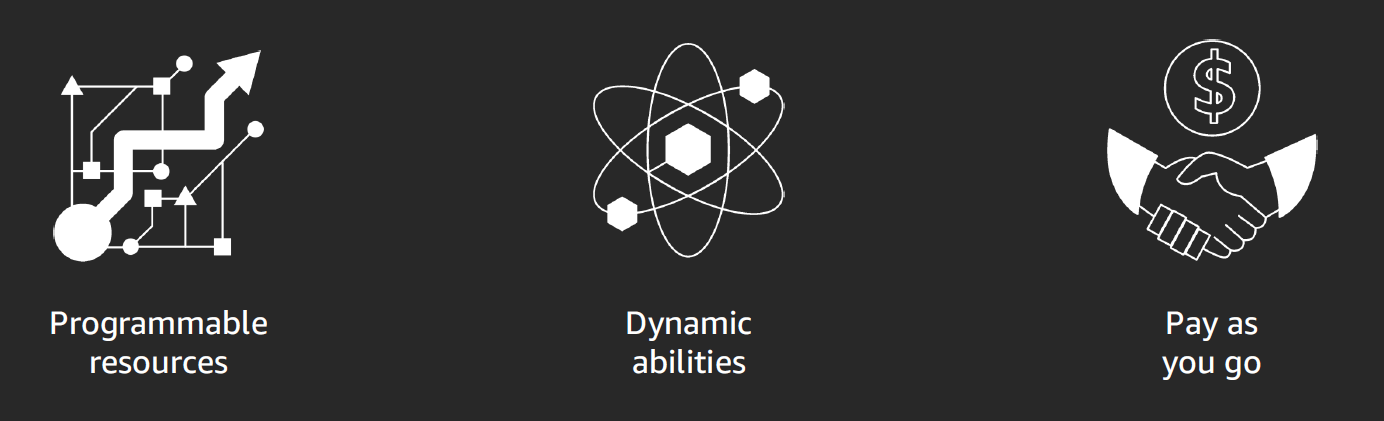 Programmable
resources
Dynamic
abilities
$
Pay as
you go